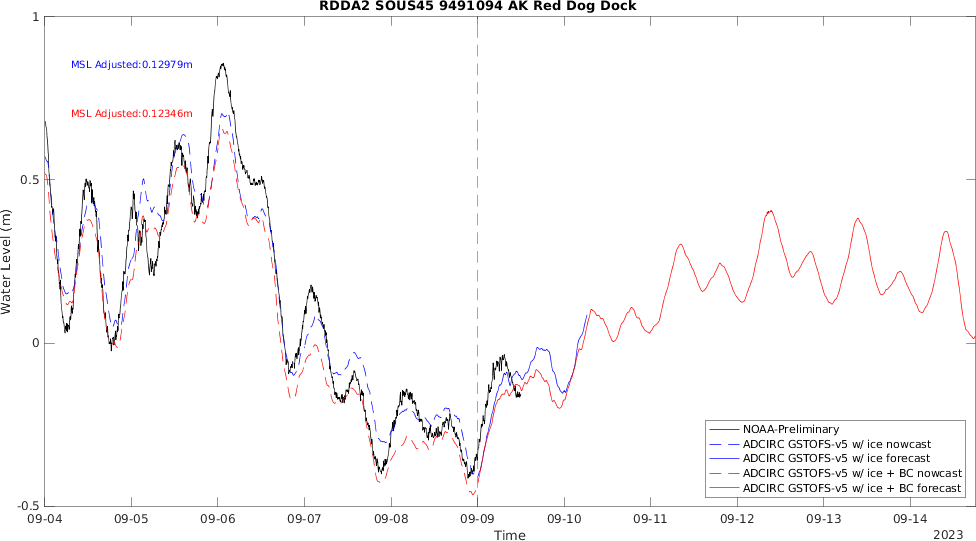 RDDA2 SOUS45 9491094 AK Red Dog Dock
MSL Adjusted:0.12979m
MSL Adjusted:0.12346m
Water Level (m)
1
0.5
0
-0.5
NOAA-Preliminary
ADCIRC GSTOFS-v5 w/ ice nowcast
ADCIRC GSTOFS-v5 w/ ice forecast
ADCIRC GSTOFS-v5 w/ ice + BC nowcast
ADCIRC GSTOFS-v5 w/ ice + BC forecast
09-04 09-05 09-06 09-07 09-08 09-09 09-10 09-11 09-12 09-13 09-14
Time
2023